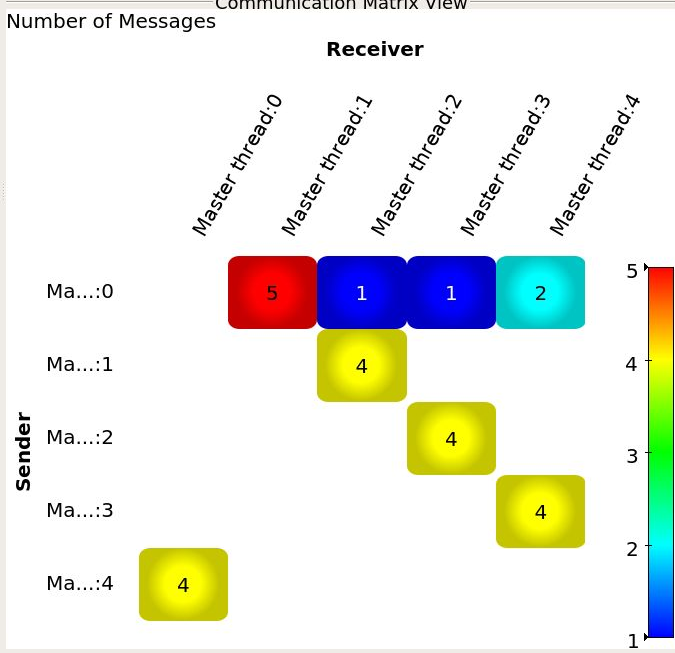 Communication Matrix View
Number of Messages
Receiver
Master thread:0
Master thread:1
Master thread:2
Master thread:3
Master thread:4
Sender
Ma...:0
5
1
1
2
Ma...:1
4
Ma...:2
4
Ma...:3
4
Ma...:4
4
5
4
3
2
1